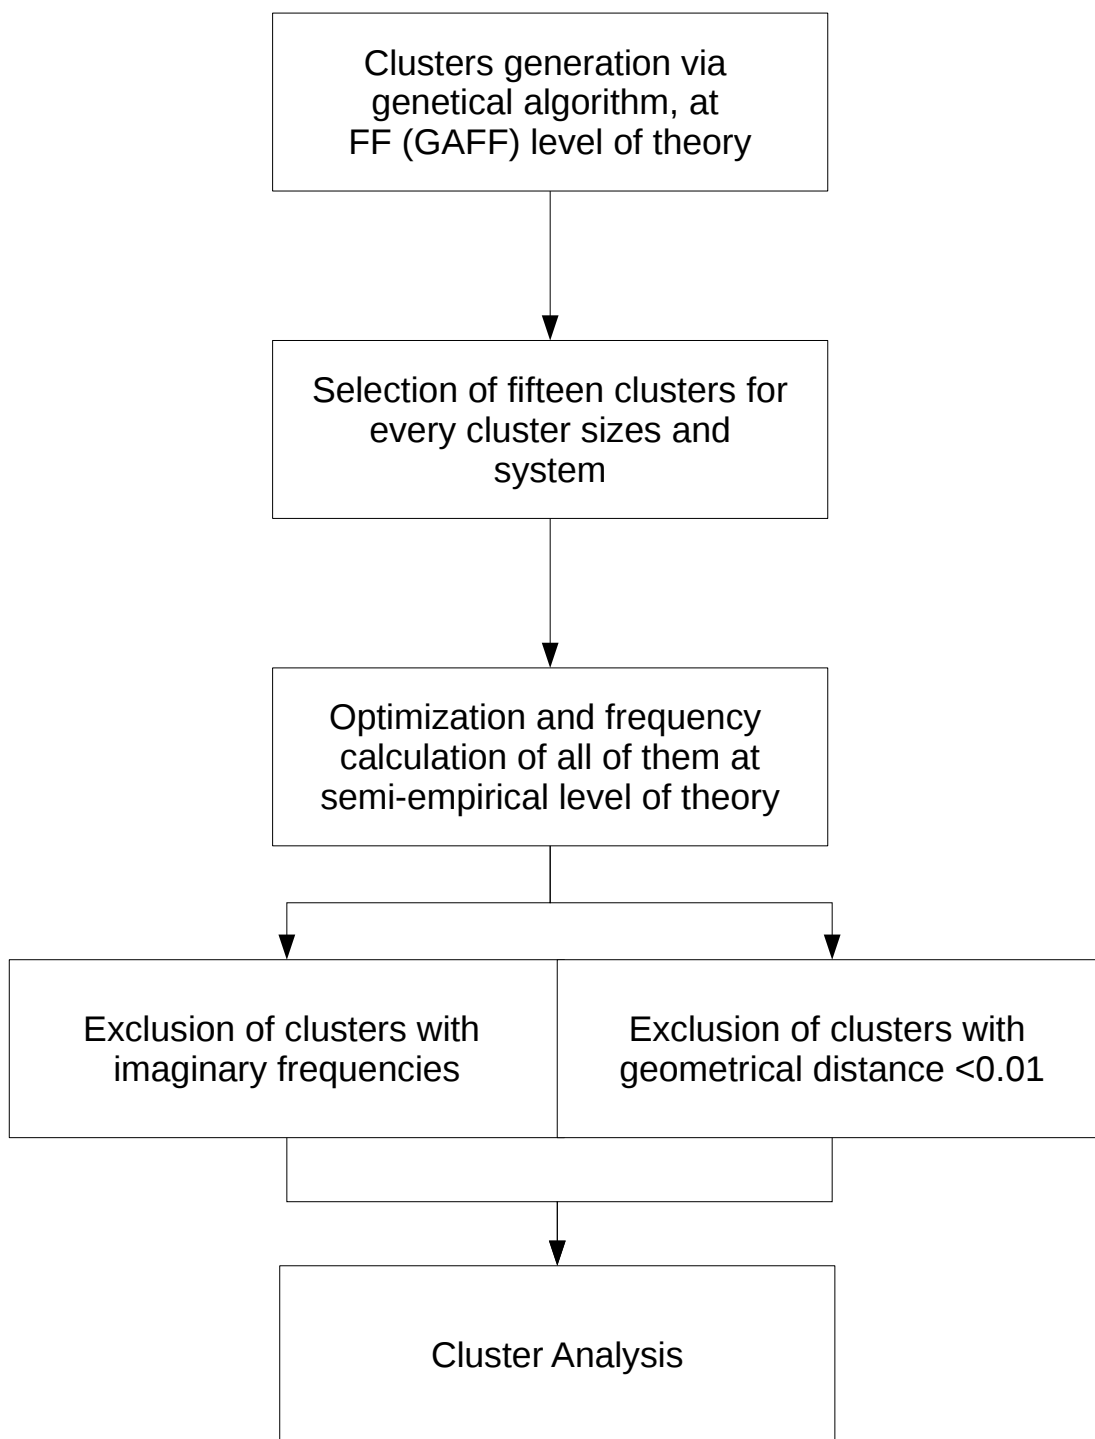 Clusters generation via
genetical algorithm, at
FF (GAFF) level of theory
Selection of fifteen clusters for
every cluster sizes and
system
Optimization and frequency
calculation of all of them at
semi-empirical level of theory
Exclusion of clusters with
imaginary frequencies
Exclusion of clusters with
geometrical distance <0.01
Cluster Analysis